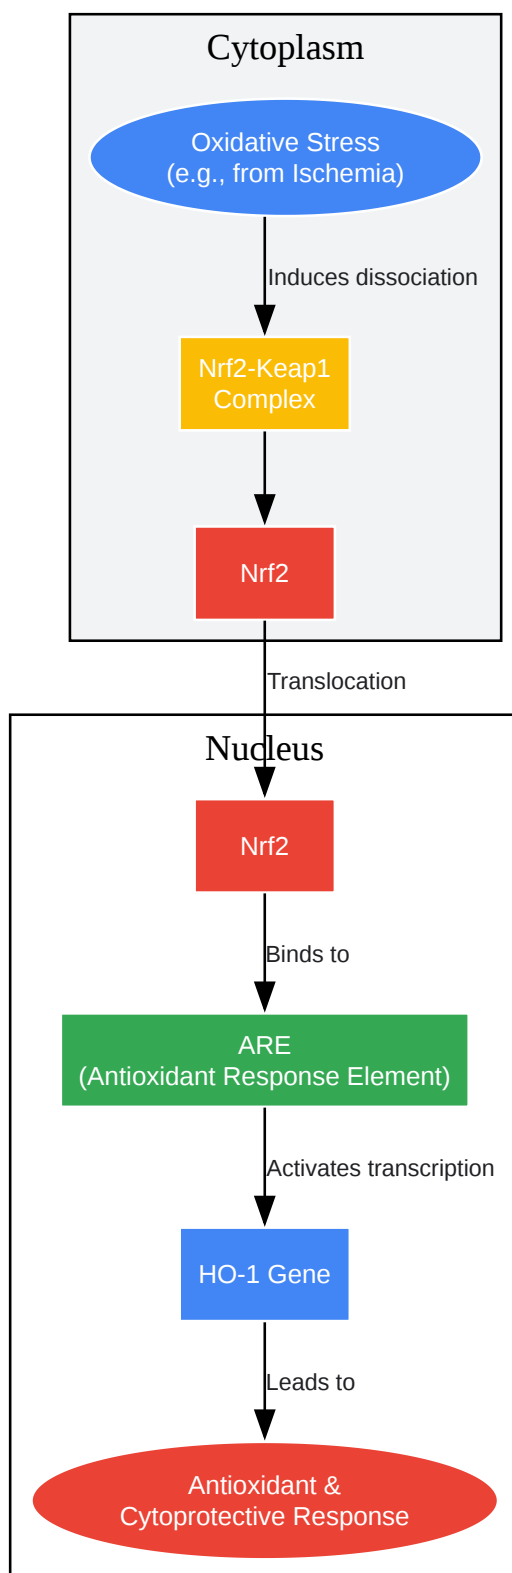 Cytoplasm
Oxidative Stress
(e.g., from Ischemia)
Induces dissociation
Nrf2-Keap1
Complex
Nrf2
Translocation
Nucleus
Nrf2
Binds to
ARE
(Antioxidant Response Element)
Activates transcription
HO-1 Gene
Leads to
Antioxidant &
Cytoprotective Response